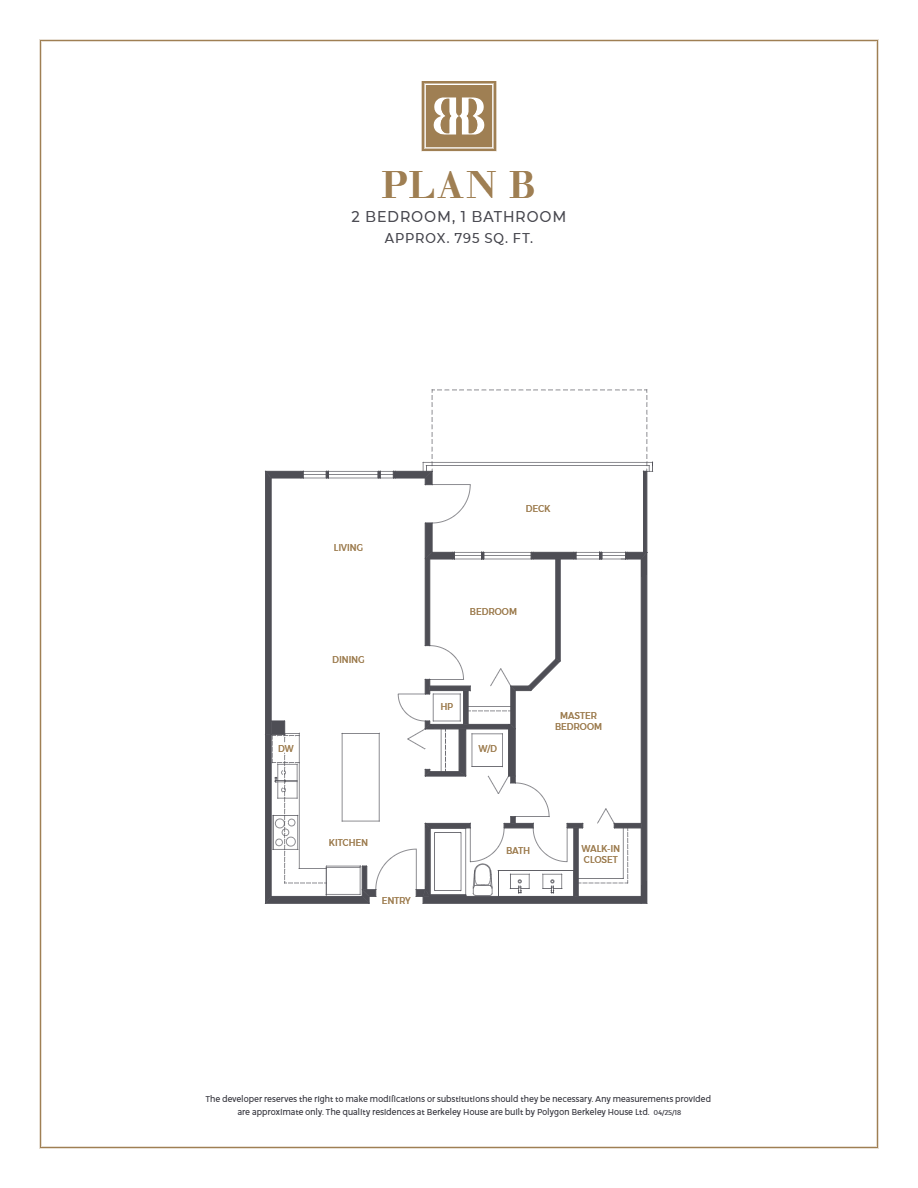 BB
PLAN B
2 BEDROOM, 1 BATHROOM
APPROX. 795 SQ. FT.
DECK
LIVING
BEDROOM
DINING
HP
MASTER
BEDROOM
DW
W/D
KITCHEN
BATH
WALK-IN
CLOSET
ENTRY
The developer reserves the right to make modifications or substitutions should they be necessary. Any measurements provided
are approximate only. The quality residences at Berkeley House are built by Polygon Berkeley House Ltd. 04/25/18